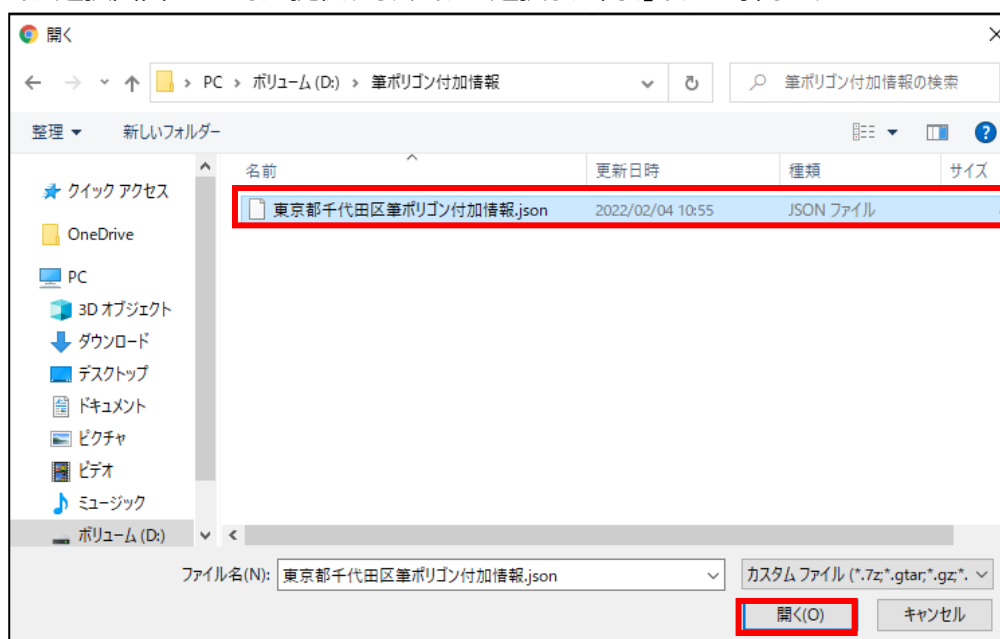 開く
PC › ボリューム (D:) › 筆ポリゴン付加情報
筆ポリゴン付加情報の検索
整理 新しいフォルダー
名前 更新日時 種類 サイズ
東京都千代田区筆ポリゴン付加情報.json 2022/02/04 10:55 JSON ファイル
クイック アクセス
OneDrive
PC
3D オブジェクト
ダウンロード
デスクトップ
ドキュメント
ピクチャ
ビデオ
ミュージック
ボリューム (D:)
ファイル名(N): 東京都千代田区筆ポリゴン付加情報.json
カスタム ファイル (*.7z;*.gtar;*.gz;*.
開く(O) キャンセル